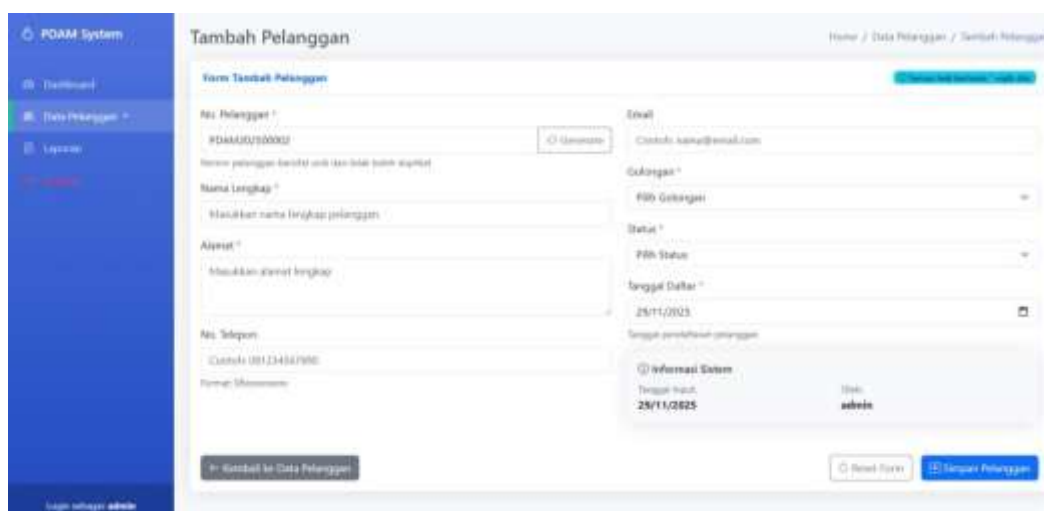 PDAM System
Dashboard
Data Pelanggan
Laporan
Login sebagai admin
Tambah Pelanggan
Home / Data Pelanggan / Tambah Pelanggan
Form Tambah Pelanggan
No. Pelanggan *
Generate
Nomor pelanggan bersifat unik dan tidak boleh duplikat
Nama Lengkap *
Masukkan nama lengkap pelanggan
Alamat *
Masukkan alamat lengkap
No. Telepon
Contoh: 081234567890
Email
Contoh: nama@email.com
Golongan *
Pilih Golongan
Status *
Pilih Status
Tanggal Daftar *
29/11/2025
Tanggal pendaftaran pelanggan
Informasi Sistem
Tanggal Input:
29/11/2025
Oleh:
admin
Kembali ke Data Pelanggan
Reset Form
Simpan Pelanggan